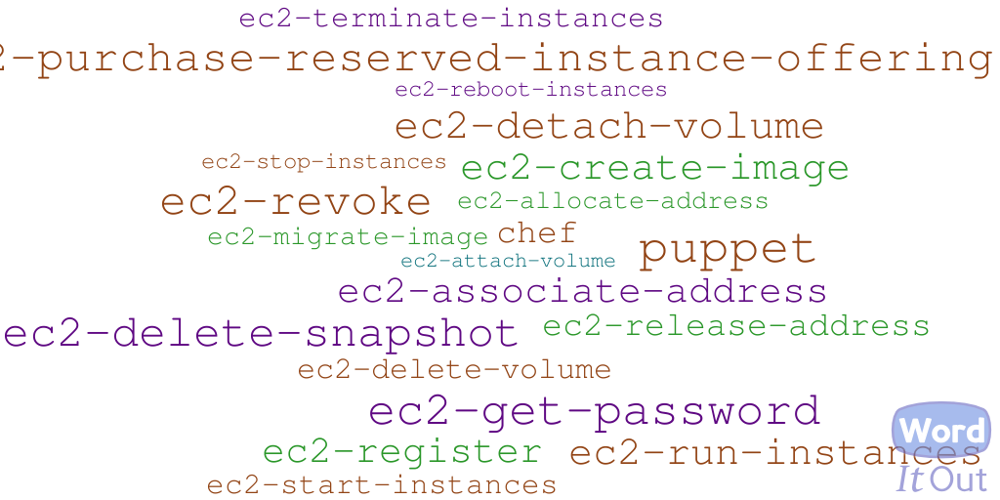 ec2-terminate-instances
2-purchase-reserved-instance-offering
ec2-reboot-instances
ec2-detach-volume
ec2-stop-instances ec2-create-image
ec2-revoke ec2-allocate-address
ec2-migrate-image chef puppet
ec2-attach-volume
ec2-associate-address
ec2-delete-snapshot ec2-release-address
ec2-delete-volume
ec2-get-password
ec2-register ec2-run-instances
ec2-start-instances
Word
It Out